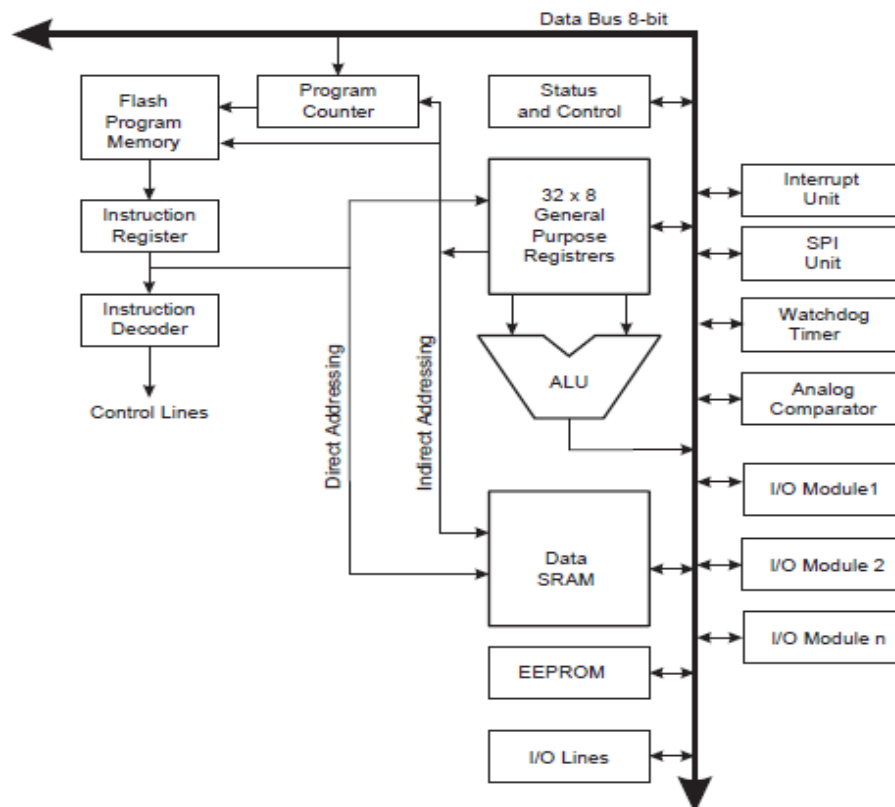 Data Bus 8-bit
Flash
Program
Memory
Program
Counter
Status
and Control
32 x 8
General
Purpose
Registrers
Interrupt
Unit
Instruction
Register
SPI
Unit
Instruction
Decoder
Watchdog
Timer
ALU
Analog
Comparator
Control Lines
Direct Addressing
Indirect Addressing
I/O Module1
Data
SRAM
I/O Module 2
I/O Module n
EEPROM
I/O Lines